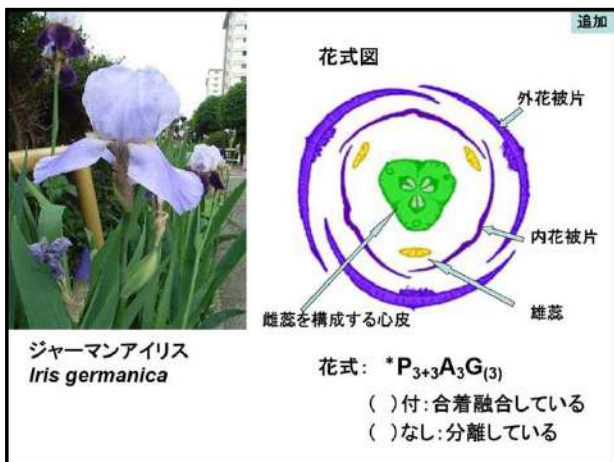 追加
花式図
外花被片
内花被片
雄蕊
雌蕊を構成する心皮
ジャーマンアイリス
Iris germanica
花式: *P3+3A3G(3)
( )付:合着融合している
( )なし:分離している